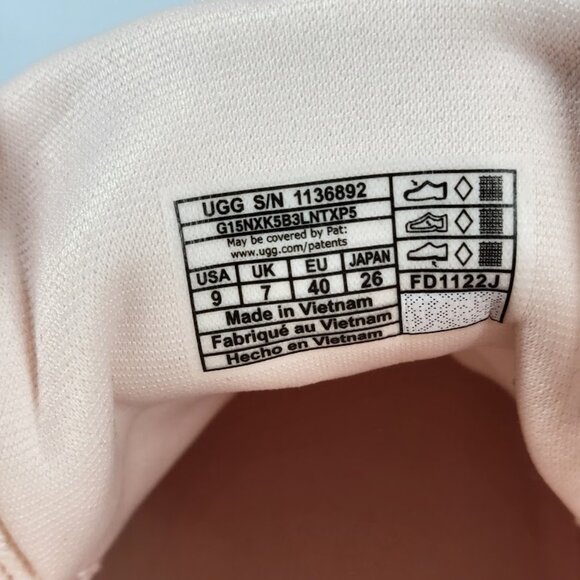 UGG S/N 1136892
G15NXK5B3LNTXP5
May be covered by Pat:
www.ugg.com/patents
USA UK EU JAPAN
9 7 40 26
FD1122J
Made in Vietnam
Fabriqué au Vietnam
Hecho en Vietnam